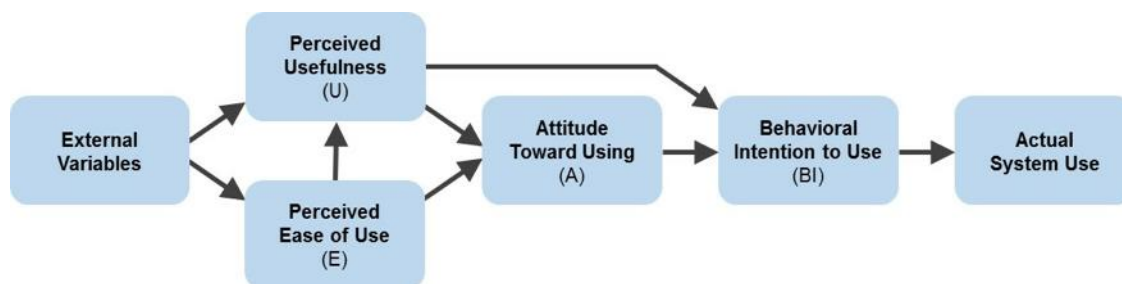 Perceived
Usefulness
(U)
External
Variables
Perceived
Ease of Use
(E)
Attitude
Toward Using
(A)
Behavioral
Intention to Use
(BI)
Actual
System Use